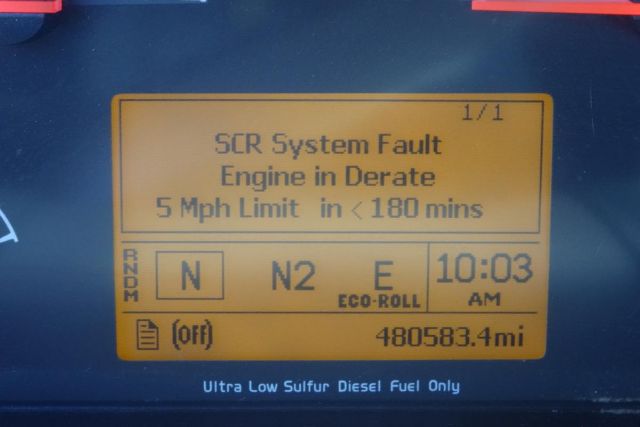 1/1
SCR System Fault
Engine in Derate
5 Mph Limit in < 180 mins
RNDM
N N2 E 10:03
ECO-ROLL AM
(OFF) 480583.4mi
Ultra Low Sulfur Diesel Fuel Only